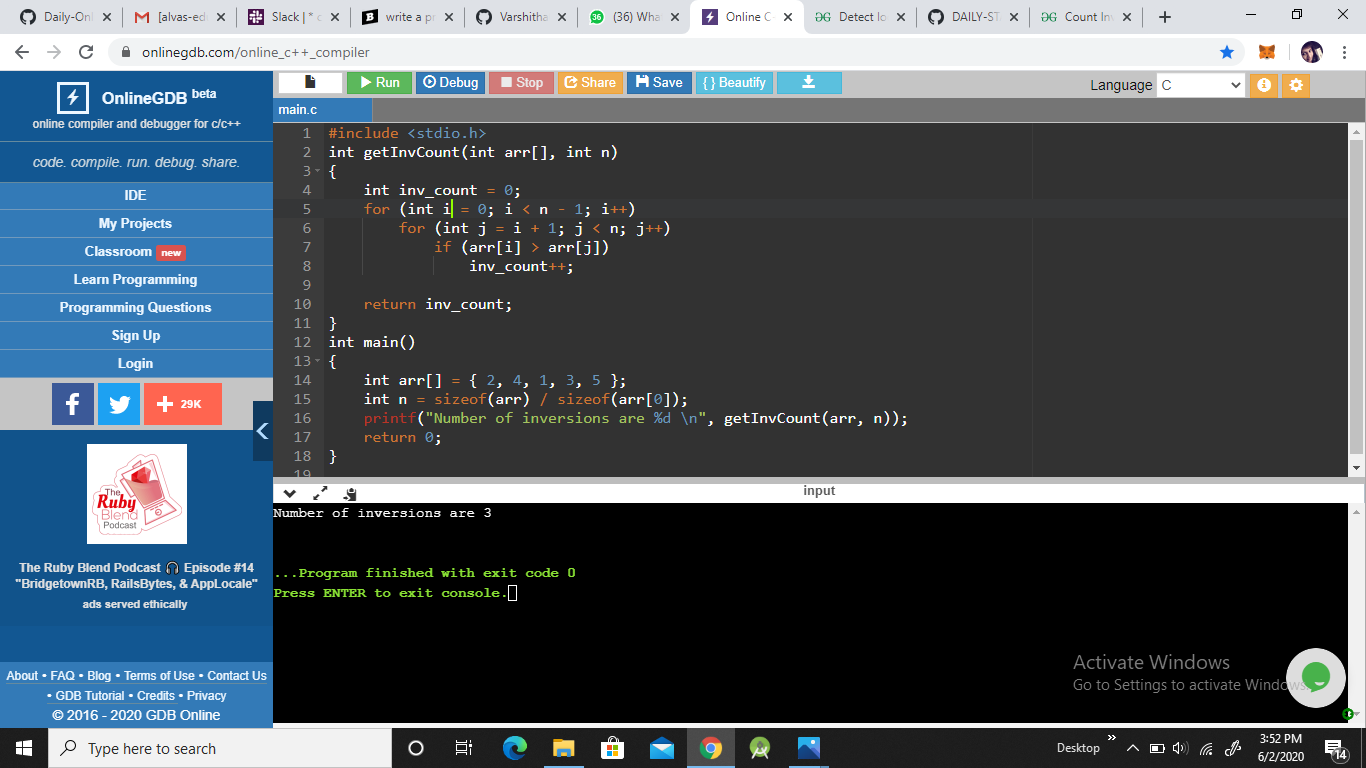 Daily-Onl
[alvas-ed
Slack | * c
write a pr
Varshitha
(36) Wha
Online C
Detect lo
DAILY-ST
Count Inv
onlinegdb.com/online_c++_compiler
OnlineGDB beta
online compiler and debugger for c/c++
code. compile. run. debug. share.
IDE
My Projects
Classroom new
Learn Programming
Programming Questions
Sign Up
Login
29K
The
Ruby
Blend
Podcast
The Ruby Blend Podcast 🎧 Episode #14
"BridgetownRB, RailsBytes, & AppLocale"
ads served ethically
About • FAQ • Blog • Terms of Use • Contact Us
• GDB Tutorial • Credits • Privacy
© 2016 - 2020 GDB Online
Run Debug Stop Share Save { } Beautify
Language C
main.c
1 #include <stdio.h>
2 int getInvCount(int arr[], int n)
3 {
4 int inv_count = 0;
5 for (int i = 0; i < n - 1; i++)
6 for (int j = i + 1; j < n; j++)
7 if (arr[i] > arr[j])
8 inv_count++;
9
10 return inv_count;
11 }
12 int main()
13 {
14 int arr[] = { 2, 4, 1, 3, 5 };
15 int n = sizeof(arr) / sizeof(arr[0]);
16 printf("Number of inversions are %d \n", getInvCount(arr, n));
17 return 0;
18 }
19
input
Number of inversions are 3
...Program finished with exit code 0
Press ENTER to exit console.
Activate Windows
Go to Settings to activate Windows.
Type here to search
Desktop
3:52 PM
6/2/2020
14